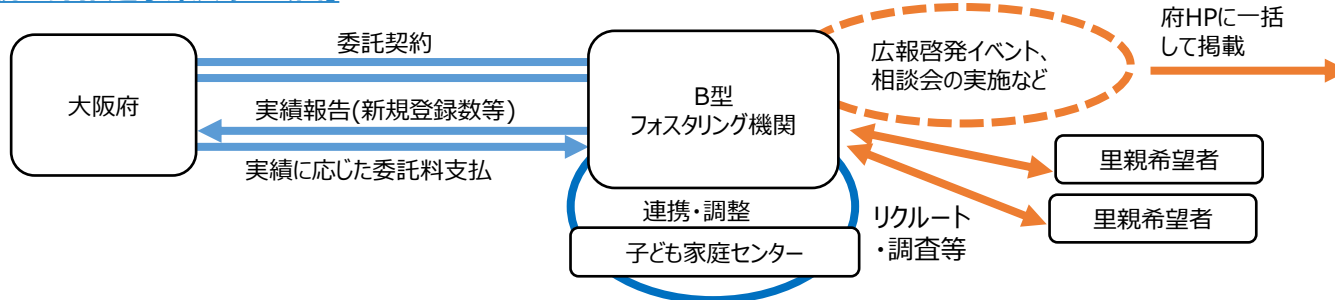 委託契約
大阪府
実績報告(新規登録数等)
実績に応じた委託料支払
B型
フォスタリング機関
広報啓発イベント、
相談会の実施など
府HPに一括
して掲載
里親希望者
里親希望者
リクルート
・調査等
連携・調整
子ども家庭センター